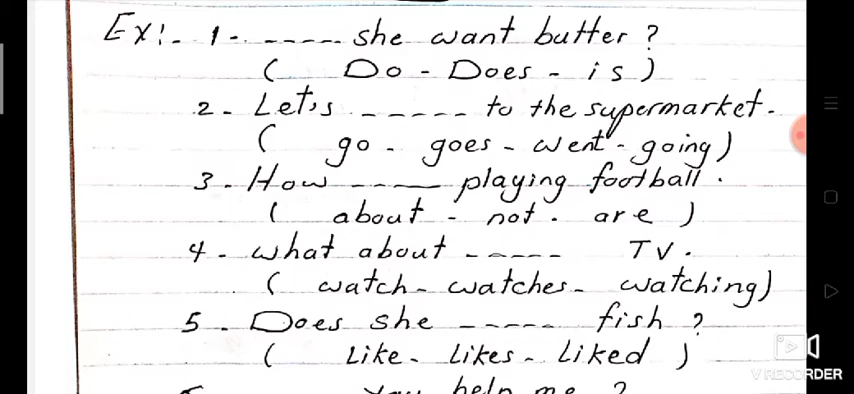 Ex:- 1 - ----- she want butter ?
( Do - Does - is )
2 - Let's ----- to the supermarket.
( go - goes - went - going )
3 - How ----- playing football .
( about - not . are )
4 - what about ----- TV .
( watch - watches - watching )
5 - Does she ----- fish ?
( like - likes - liked )
you help me ?
V RECORDER